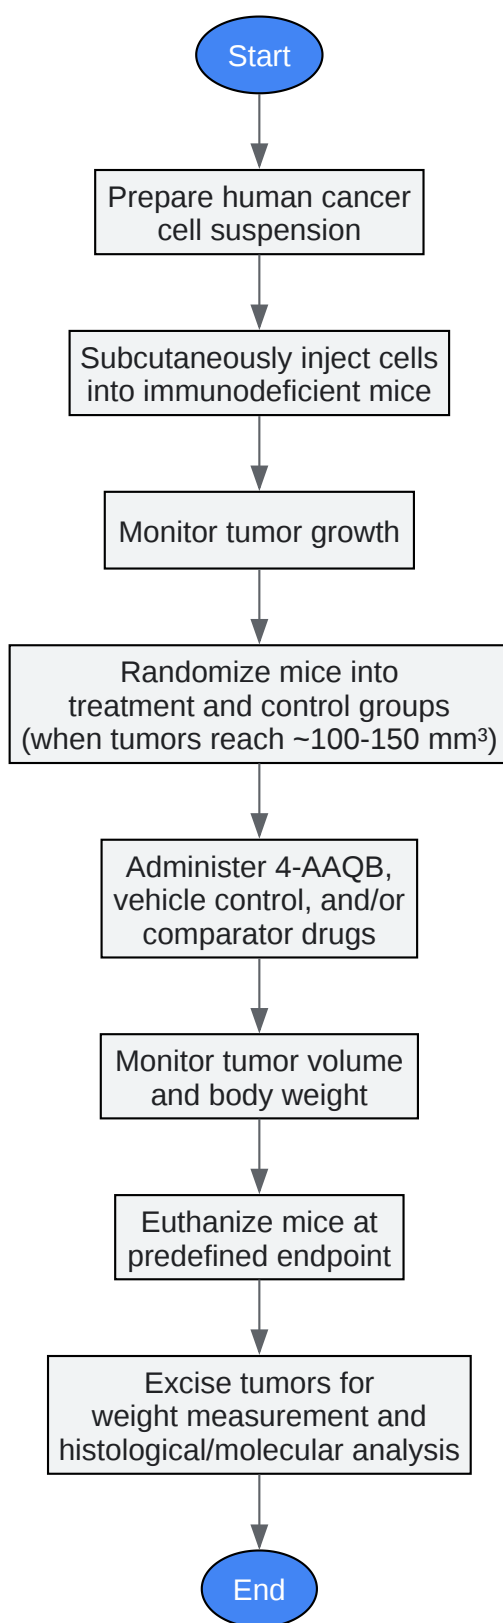 Start
Prepare human cancer
cell suspension
Subcutaneously inject cells
into immunodeficient mice
Monitor tumor growth
Randomize mice into
treatment and control groups
(when tumors reach ~100-150 mm³)
Administer 4-AAQB,
vehicle control, and/or
comparator drugs
Monitor tumor volume
and body weight
Euthanize mice at
predefined endpoint
Excise tumors for
weight measurement and
histological/molecular analysis
End